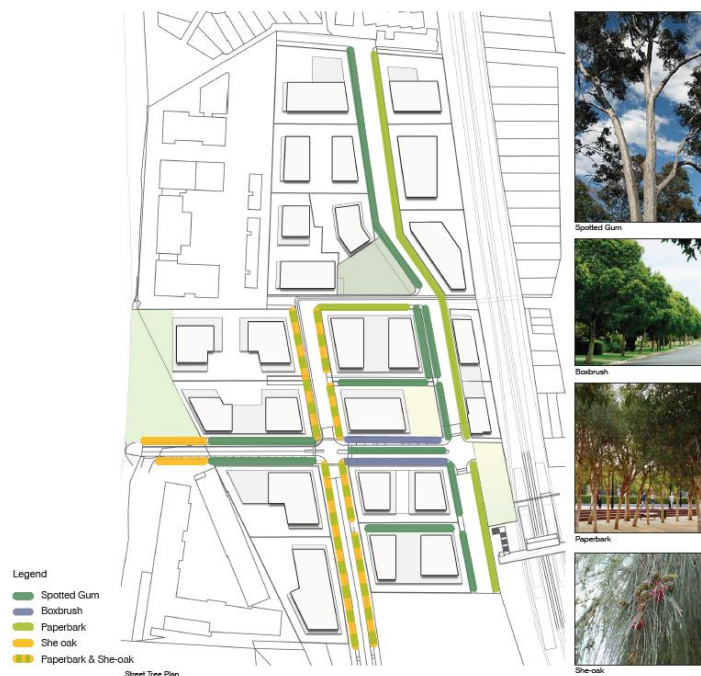 Spotted Gum
Boxbrush
Paperbark
She-oak
Legend
Spotted Gum
Boxbrush
Paperbark
She oak
Paperbark & She-oak
Street Tree Plan